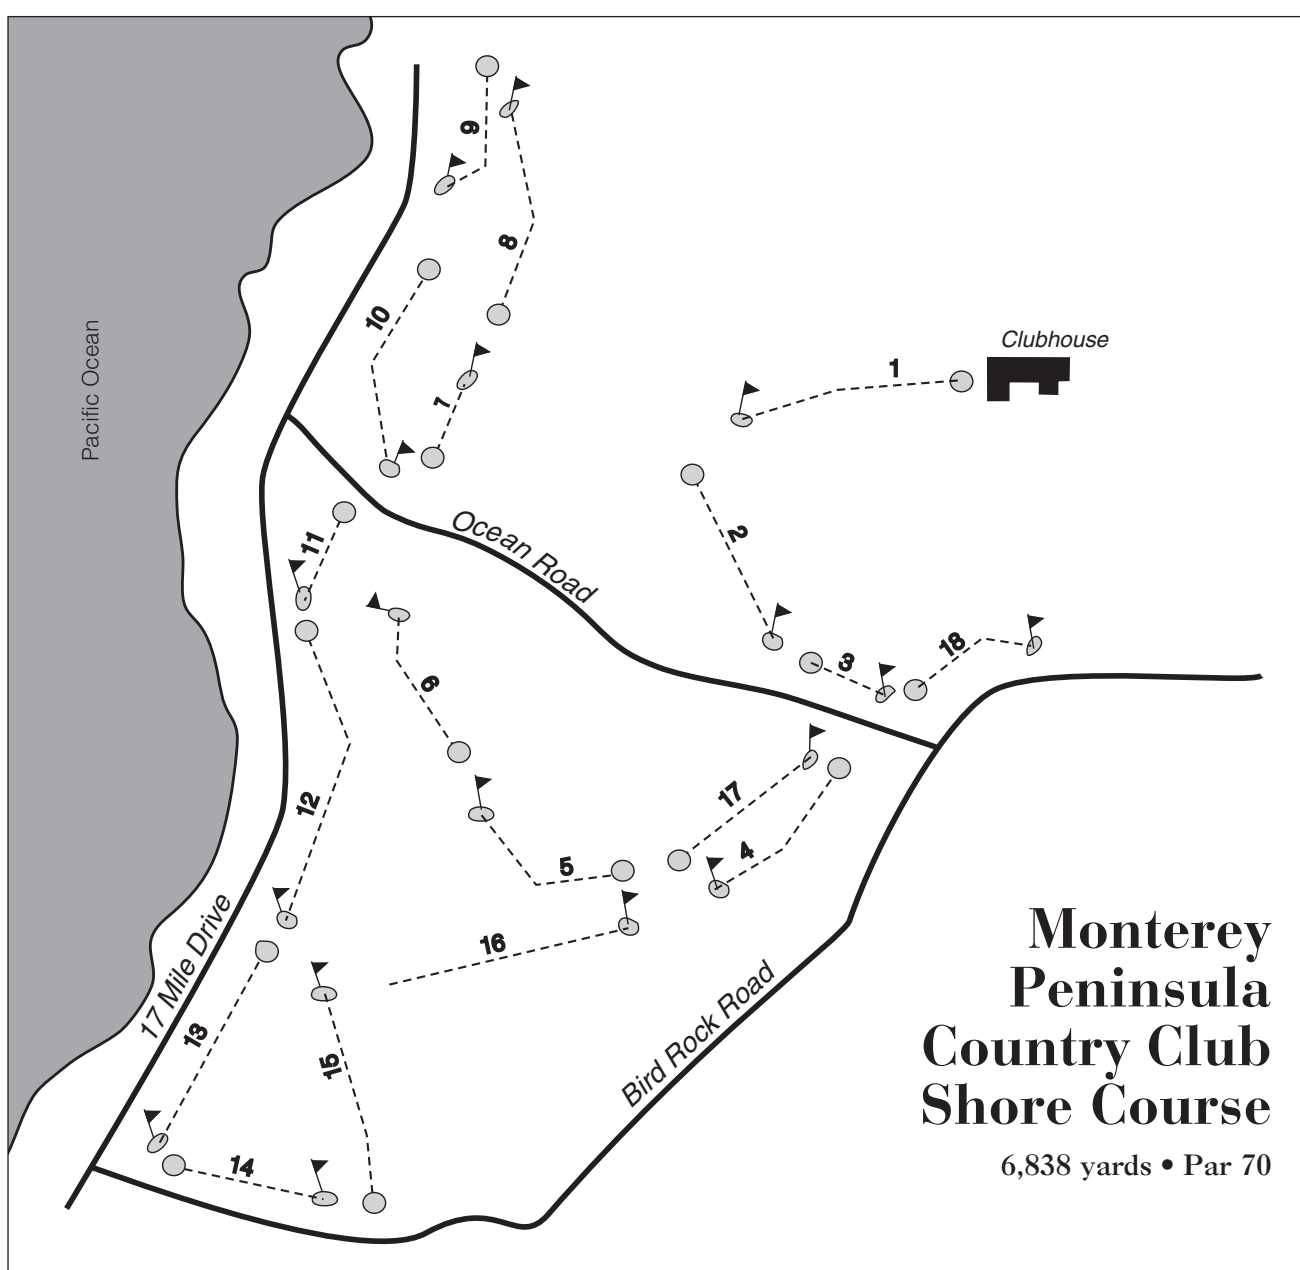 9
8
10
Pacific Ocean
Clubhouse
1
7
Ocean Road
2
11
3
18
6
12
17
4
5
17 Mile Drive
16
Monterey
Peninsula
Country Club
Shore Course
6,838 yards • Par 70
13
Bird Rock Road
15
14